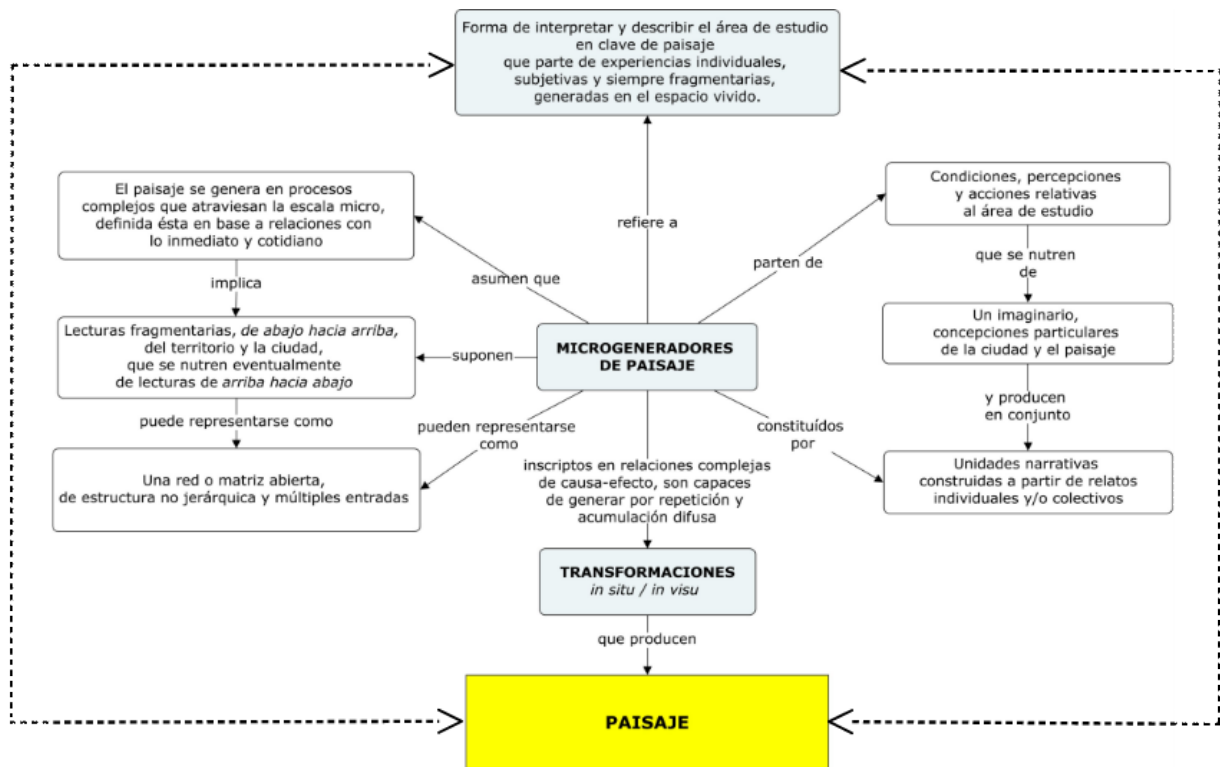 Forma de interpretar y describir el área de estudio
en clave de paisaje
que parte de experiencias individuales,
subjetivas y siempre fragmentarias,
generadas en el espacio vivido.
El paisaje se genera en procesos
complejos que atraviesan la escala micro,
definida ésta en base a relaciones con
lo inmediato y cotidiano
Condiciones, percepciones
y acciones relativas
al área de estudio
refiere a
asumen que
parten de
implica
que se nutren
de
Lecturas fragmentarias, de abajo hacia arriba,
del territorio y la ciudad,
que se nutren eventualmente
de lecturas de arriba hacia abajo
suponen
MICROGENERADORES
DE PAISAJE
Un imaginario,
concepciones particulares
de la ciudad y el paisaje
puede representarse como
pueden representarse
como
constituídos
por
y producen
en conjunto
Una red o matriz abierta,
de estructura no jerárquica y múltiples entradas
inscriptos en relaciones complejas
de causa-efecto, son capaces
de generar por repetición y
acumulación difusa
Unidades narrativas
construidas a partir de relatos
individuales y/o colectivos
TRANSFORMACIONES
in situ / in visu
que producen
PAISAJE